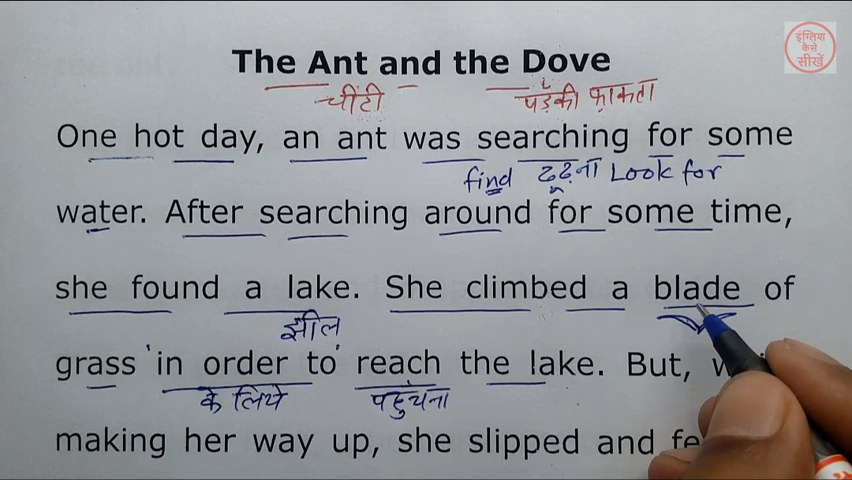 इंग्लिश
कैसे
सीखें
The Ant and the Dove
चींटी पंड़की फ़ाकता
One hot day, an ant was searching for some
find ढूढ़ना Look for
water. After searching around for some time,
she found a lake. She climbed a blade of
झील
grass in order to reach the lake. But,
के लिये पहुंचना
making her way up, she slipped and